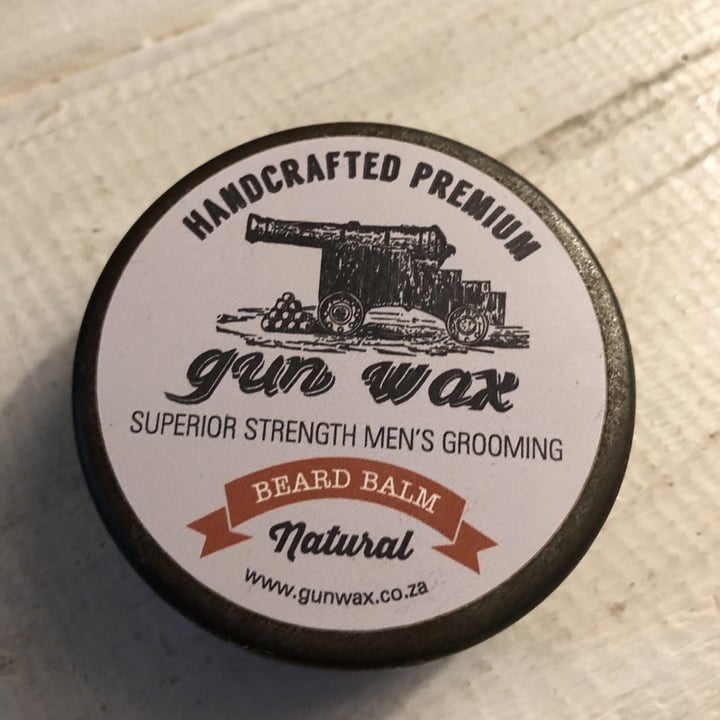 HANDCRAFTED PREMIUM
gun wax
SUPERIOR STRENGTH MEN'S GROOMING
BEARD BALM
Natural
www.gunwax.co.za